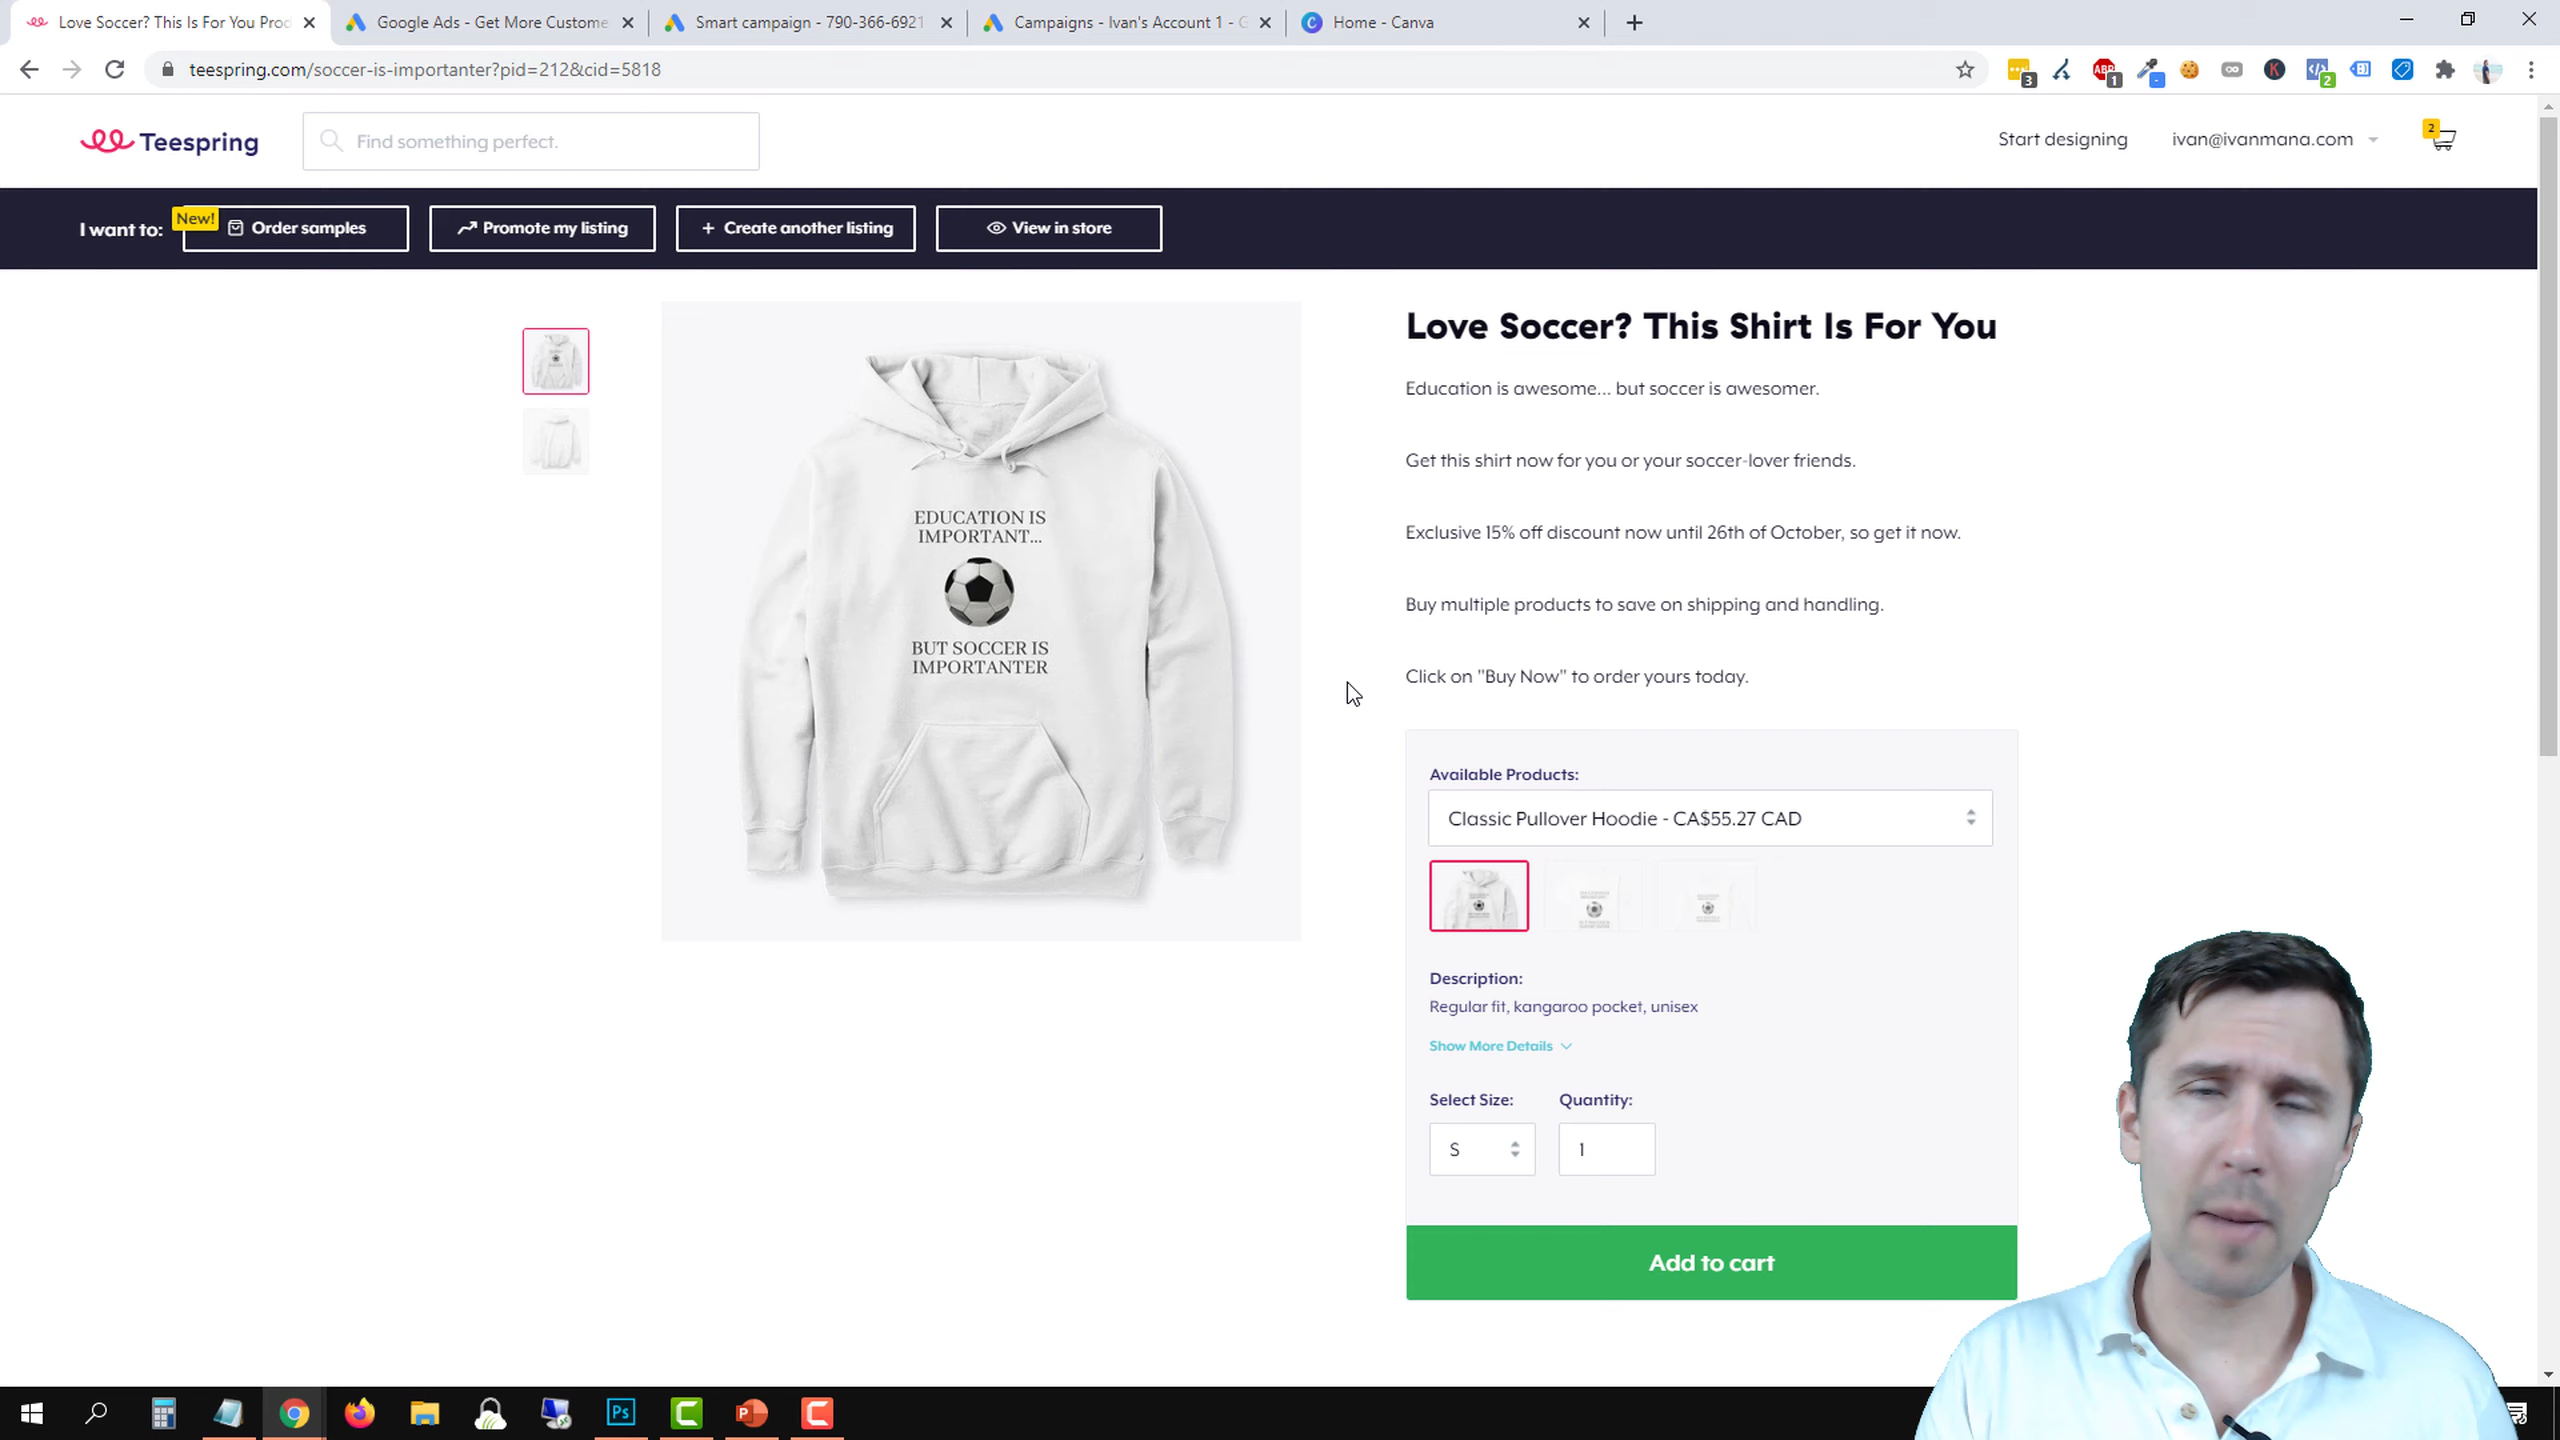 Love Soccer? This Is For You Prod
Google Ads - Get More Custome
Smart campaign - 790-366-6921
Campaigns - Ivan's Account 1 - G
Home - Canva
teespring.com/soccer-is-importanter?pid=212&cid=5818
3
ABP
1
2
Teespring
Find something perfect.
Start designing
ivan@ivanmana.com
2
I want to:
New!
Order samples
Promote my listing
+ Create another listing
View in store
EDUCATION IS
IMPORTANT...
BUT SOCCER IS
IMPORTANTER
Love Soccer? This Shirt Is For You
Education is awesome... but soccer is awesomer.
Get this shirt now for you or your soccer-lover friends.
Exclusive 15% off discount now until 26th of October, so get it now.
Buy multiple products to save on shipping and handling.
Click on "Buy Now" to order yours today.
Available Products:
Classic Pullover Hoodie - CA$55.27 CAD
Description:
Regular fit, kangaroo pocket, unisex
Show More Details
Select Size:
Quantity:
S
1
Add to cart
Ps